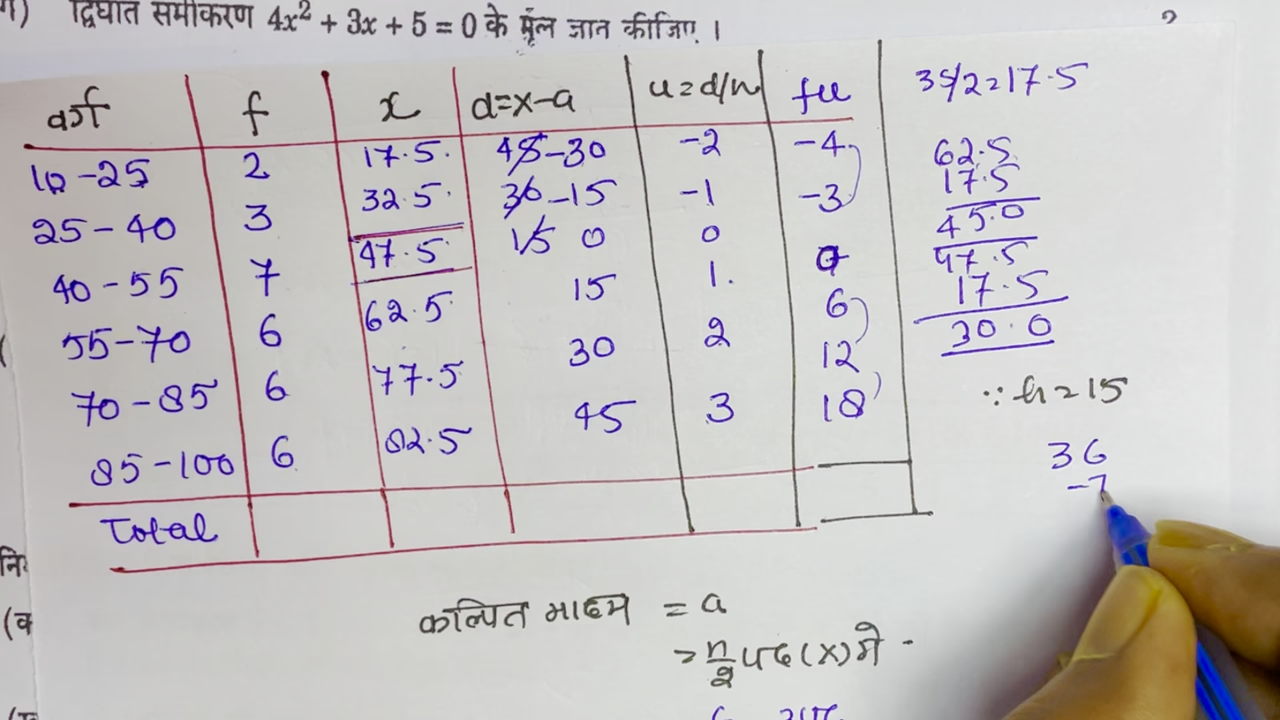 ग) द्विघात समीकरण 4x² + 3x + 5 = 0 के मूल ज्ञात कीजिए ।
वर्ग f x d=x-a u=d/h fu
10-25 2 17.5 -30 -2 -4
25-40 3 32.5 -15 -1 -3
40-55 7 47.5 0 0 0
55-70 6 62.5 15 1 6
70-85 6 77.5 30 2 12
85-100 6 82.5 45 3 18
Total
35/2=17.5
62.5
17.5
45.0
47.5
17.5
30.0
∵ h=15
36
-7
कल्पित माध्य = a
= n/2 पद (x) मे
(क